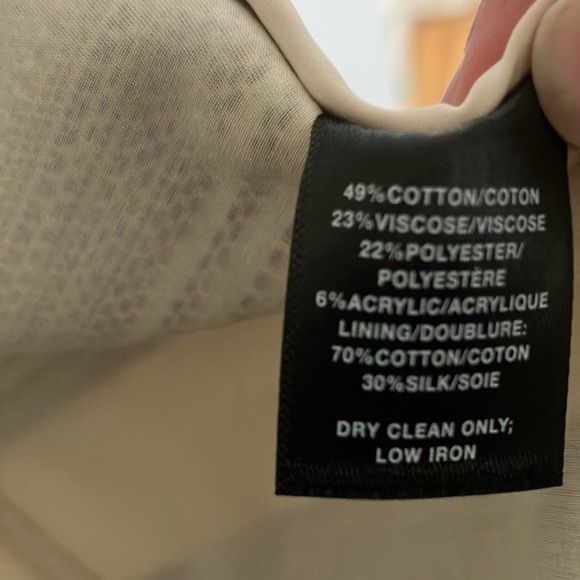 49%COTTON/COTON
23%VISCOSE/VISCOSE
22%POLYESTER/
POLYESTÈRE
6%ACRYLIC/ACRYLIQUE
LINING/DOUBLURE:
70%COTTON/COTON
30%SILK/SOIE
DRY CLEAN ONLY;
LOW IRON